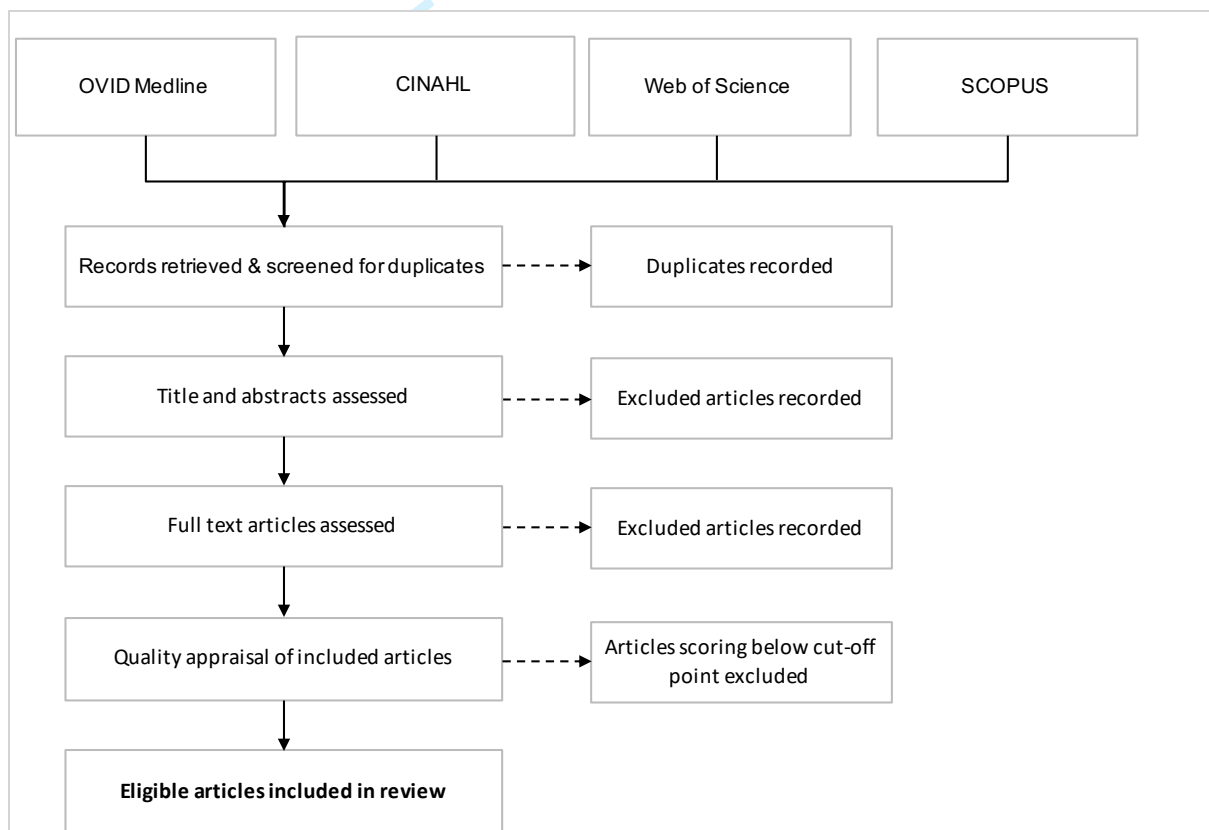 OVID Medline
CINAHL
Web of Science
SCOPUS
Records retrieved & screened for duplicates
Duplicates recorded
Title and abstracts assessed
Excluded articles recorded
Full text articles assessed
Excluded articles recorded
Quality appraisal of included articles
Articles scoring below cut-off
point excluded
Eligible articles included in review